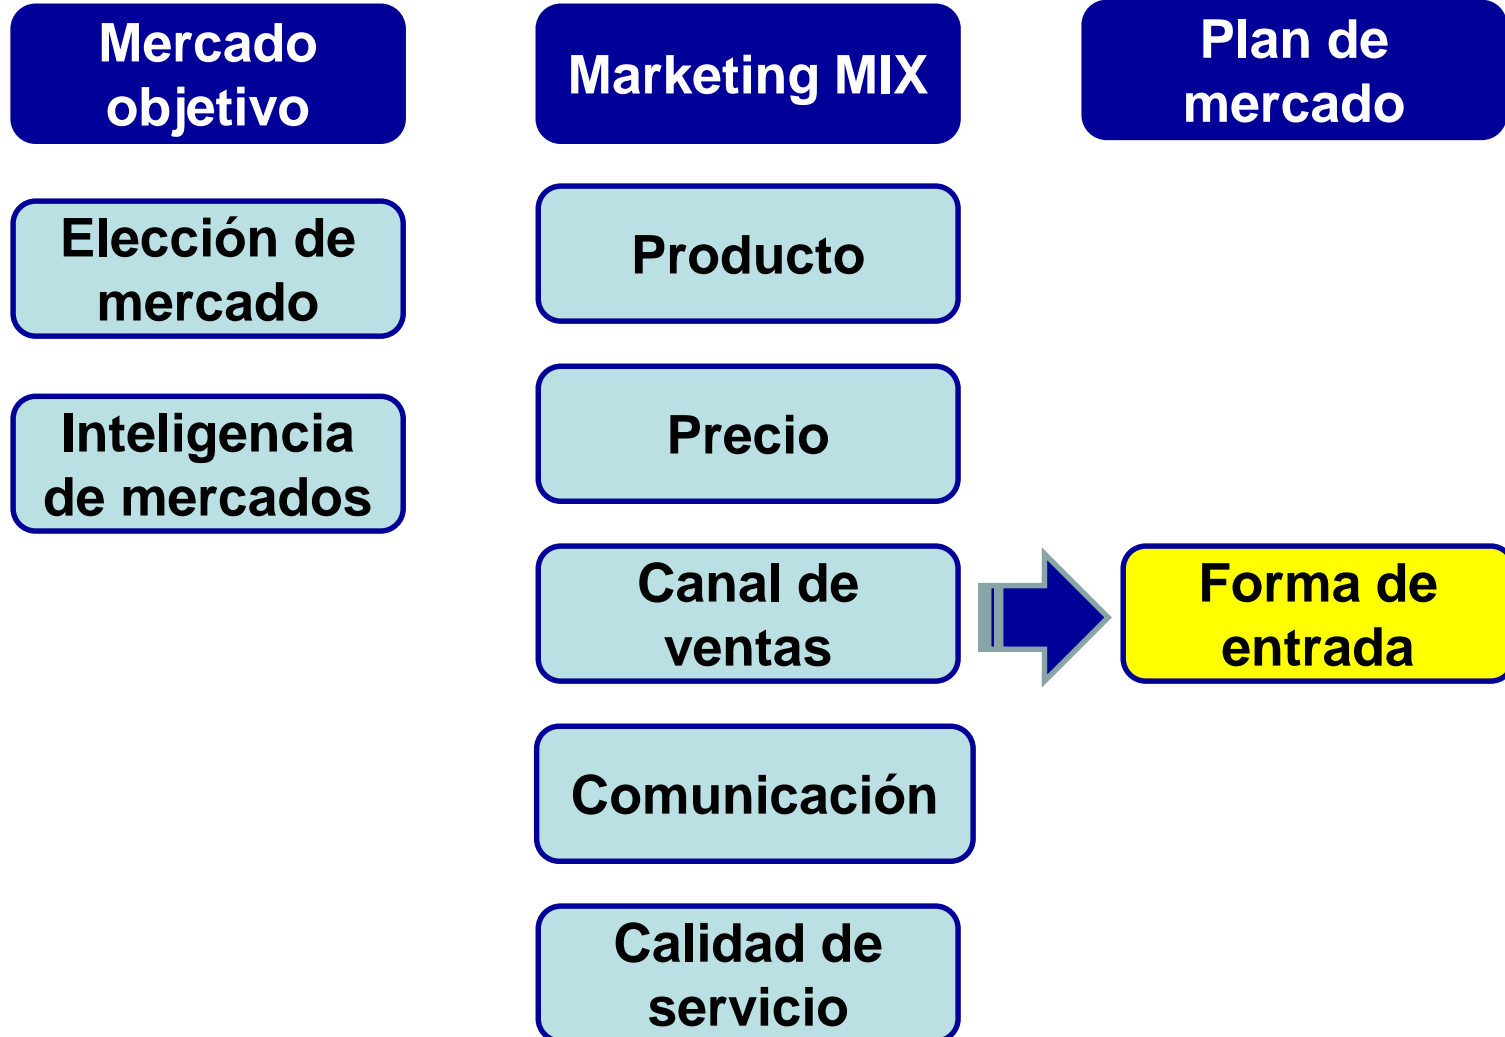 Mercado
objetivo
Elección de
mercado
Inteligencia
de mercados
Marketing MIX
Producto
Precio
Canal de
ventas
Comunicación
Calidad de
servicio
Plan de
mercado
Forma de
entrada